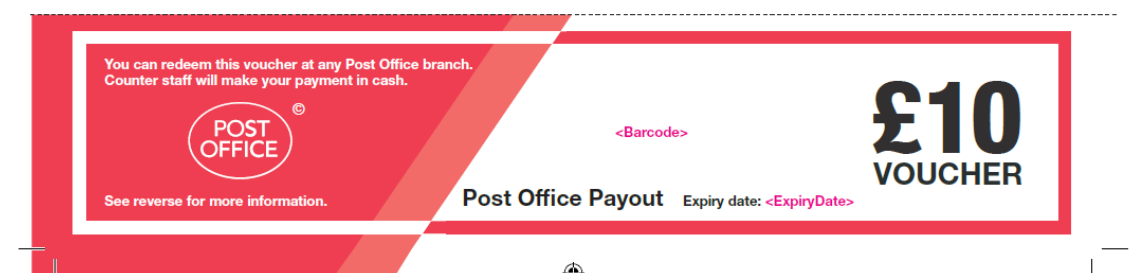 You can redeem this voucher at any Post Office branch.
Counter staff will make your payment in cash.
©
POST
OFFICE
See reverse for more information.
<Barcode>
£10
VOUCHER
Post Office Payout Expiry date: <ExpiryDate>